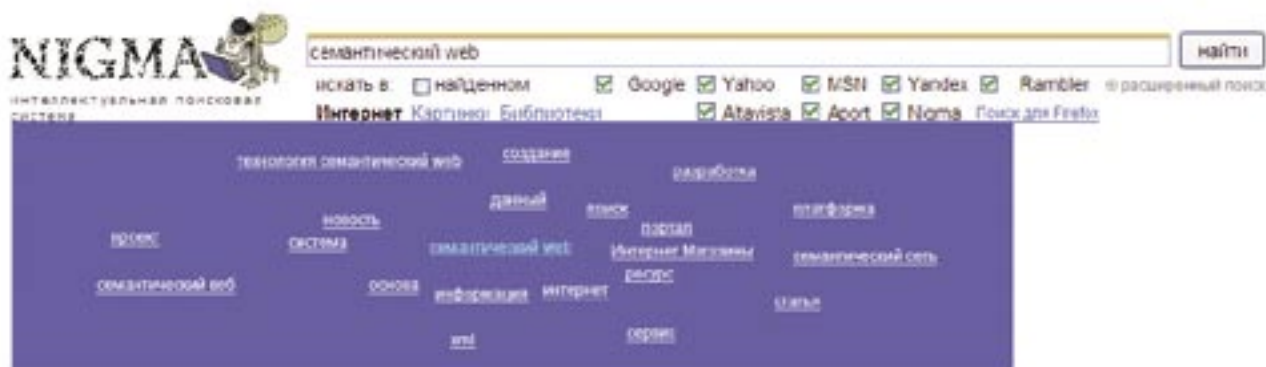 NIGMA
интеллектуальная поисковая
система
семантический web
найти
искать в: найденном Google Yahoo MSN Yandex Rambler расширенный поиск
Интернет Картинки Библиотеки Altavista Aport Nigma Поиск для Firefox
технология семантический web
создание
разработка
данный
поиск
платформа
новость
портал
проект
система
семантический web
Интернет Магазины
семантический сеть
ресурс
семантический веб
основа
информация
интернет
статья
xml
сервис